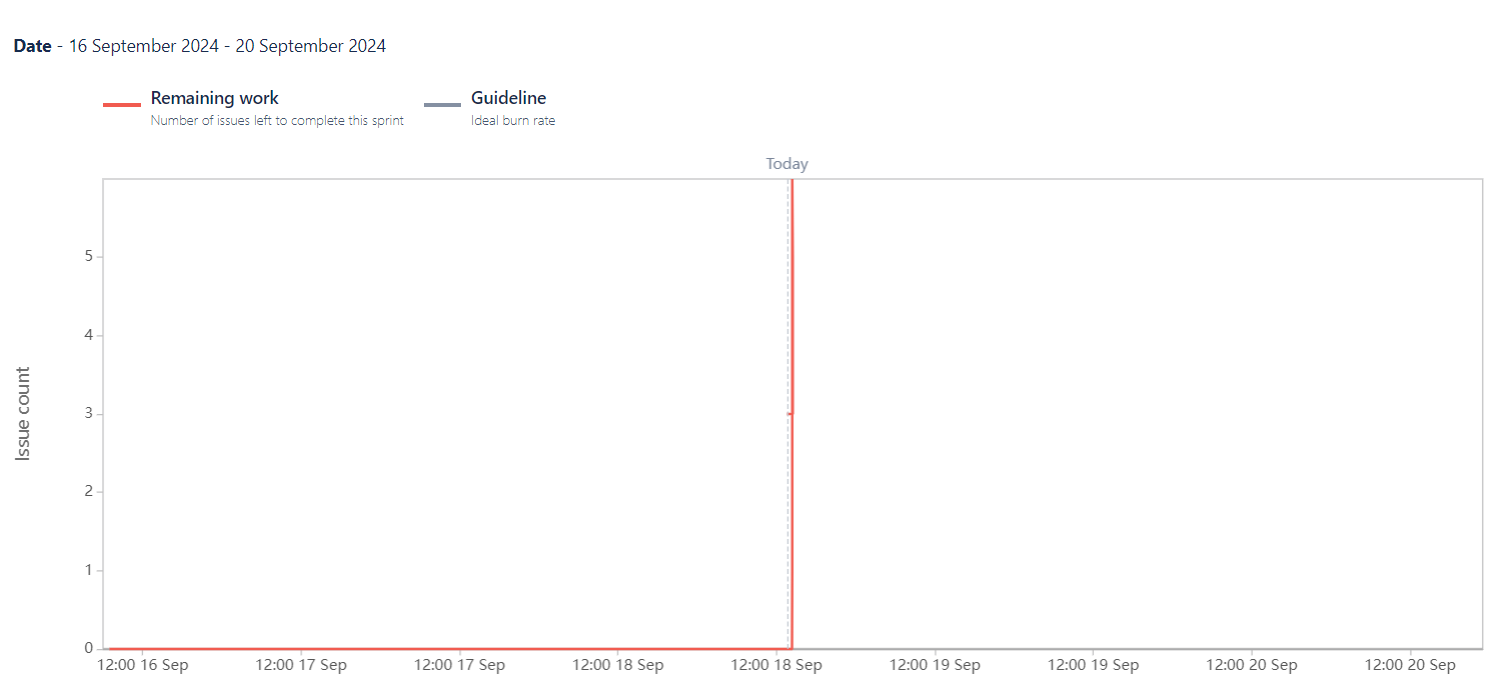 Date - 16 September 2024 - 20 September 2024
Remaining work
Number of issues left to complete this sprint
Guideline
Ideal burn rate
Today
5
4
3
2
1
0
Issue count
12:00 16 Sep 12:00 17 Sep 12:00 17 Sep 12:00 18 Sep 12:00 18 Sep 12:00 19 Sep 12:00 19 Sep 12:00 20 Sep 12:00 20 Sep